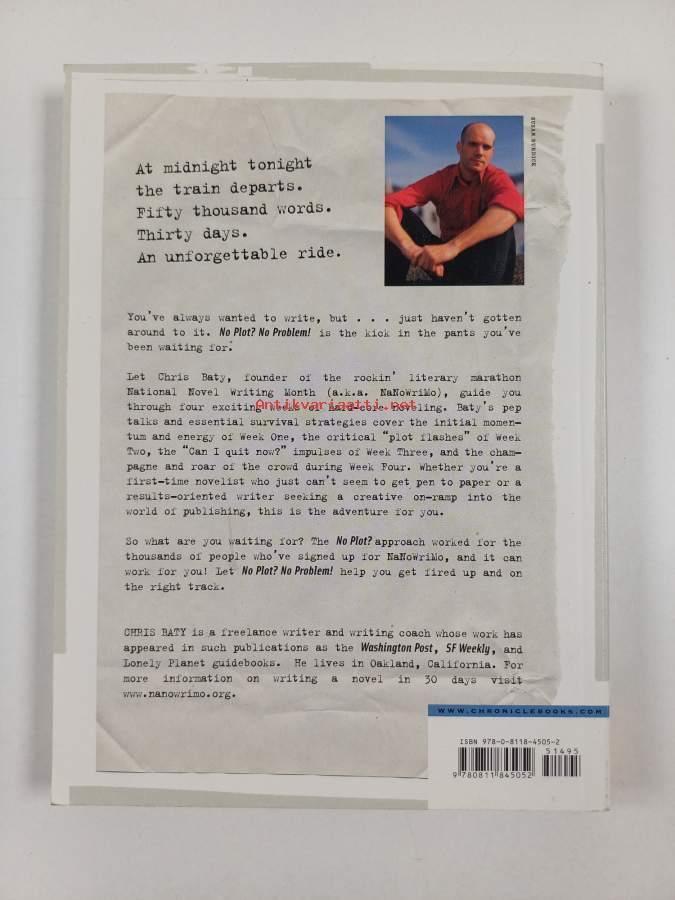 At midnight tonight
the train departs.
Fifty thousand words.
Thirty days.
An unforgettable ride.
SUSAN BURDICK
You've always wanted to write, but . . . just haven't gotten
around to it. No Plot? No Problem! is the kick in the pants you've
been waiting for.
Let Chris Baty, founder of the rockin' literary marathon
National Novel Writing Month (a.k.a. NaNoWriMo), guide you
through four exciting weeks of hard-core noveling. Baty's pep
Antikvariaatti.net
talks and essential survival strategies cover the initial momen-
tum and energy of Week One, the critical "plot flashes" of Week
Two, the "Can I quit now?" impulses of Week Three, and the cham-
pagne and roar of the crowd during Week Four. Whether you're a
first-time novelist who just can't seem to get pen to paper or a
results-oriented writer seeking a creative on-ramp into the
world of publishing, this is the adventure for you.
So what are you waiting for? The No Plot? approach worked for the
thousands of people who've signed up for NaNoWriMo, and it can
work for you! Let No Plot? No Problem! help you get fired up and on
the right track.
CHRIS BATY is a freelance writer and writing coach whose work has
appeared in such publications as the Washington Post, SF Weekly, and
Lonely Planet guidebooks. He lives in Oakland, California. For
more information on writing a novel in 30 days visit
www.nanowrimo.org.
WWW.CHRONICLEBOOKS.COM
ISBN 978-0-8118-4505-2
51495
9 780811 845052